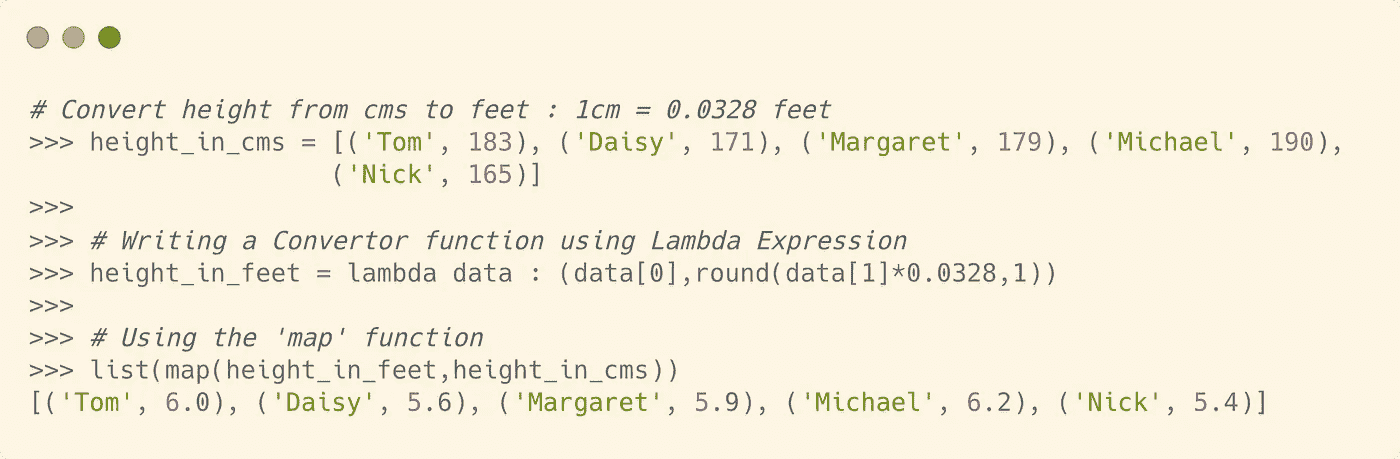 # Convert height from cms to feet : 1cm = 0.0328 feet
>>> height_in_cms = [('Tom', 183), ('Daisy', 171), ('Margaret', 179), ('Michael', 190),
                    ('Nick', 165)]
>>>
>>> # Writing a Convertor function using Lambda Expression
>>> height_in_feet = lambda data : (data[0],round(data[1]*0.0328,1))
>>>
>>> # Using the 'map' function
>>> list(map(height_in_feet,height_in_cms))
[('Tom', 6.0), ('Daisy', 5.6), ('Margaret', 5.9), ('Michael', 6.2), ('Nick', 5.4)]